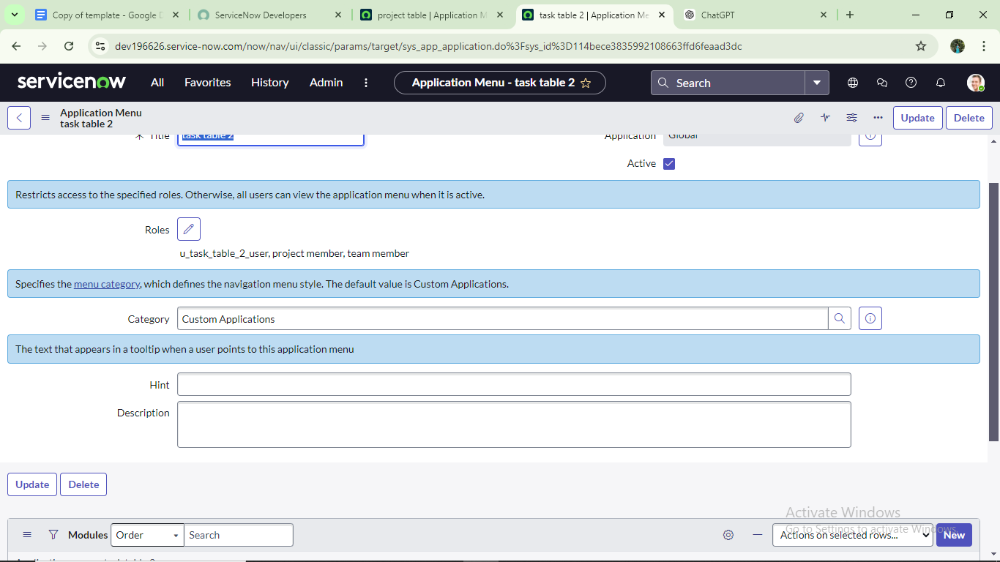 Copy of template - Google D
ServiceNow Developers
project table | Application M
task table 2 | Application Me
ChatGPT
dev196626.service-now.com/now/nav/ui/classic/params/target/sys_app_application.do%3Fsys_id%3D114bece3835992108663ffd6feaad3dc
servicenow All Favorites History Admin Application Menu - task table 2 Search
Application Menu
task table 2
Update Delete
Title task table 2 Application Global
Active
Restricts access to the specified roles. Otherwise, all users can view the application menu when it is active.
Roles
u_task_table_2_user, project member, team member
Specifies the menu category, which defines the navigation menu style. The default value is Custom Applications.
Category Custom Applications
The text that appears in a tooltip when a user points to this application menu
Hint
Description
Update Delete
Activate Windows
Go to Settings to activate Windows.
Modules Order Search Actions on selected rows... New